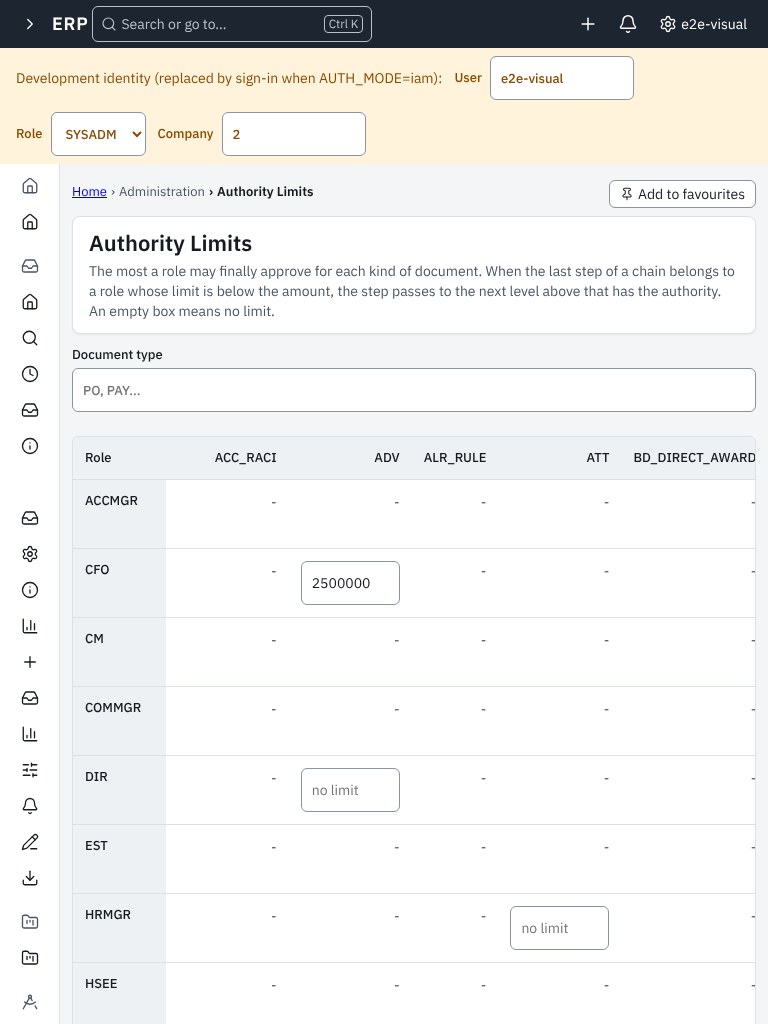 ERP Search or go to... Ctrl K e2e-visual
Development identity (replaced by sign-in when AUTH_MODE=iam): User e2e-visual
Role SYSADM Company 2
Home › Administration › Authority Limits Add to favourites
Authority Limits
The most a role may finally approve for each kind of document. When the last step of a chain belongs to
a role whose limit is below the amount, the step passes to the next level above that has the authority.
An empty box means no limit.
Document type
PO, PAY...
Role ACC_RACI ADV ALR_RULE ATT BD_DIRECT_AWARD
ACCMGR - - - - -
CFO - 2500000 - - -
CM - - - - -
COMMGR - - - - -
DIR - no limit - - -
EST - - - - -
HRMGR - - - no limit -
HSEE - - - - -